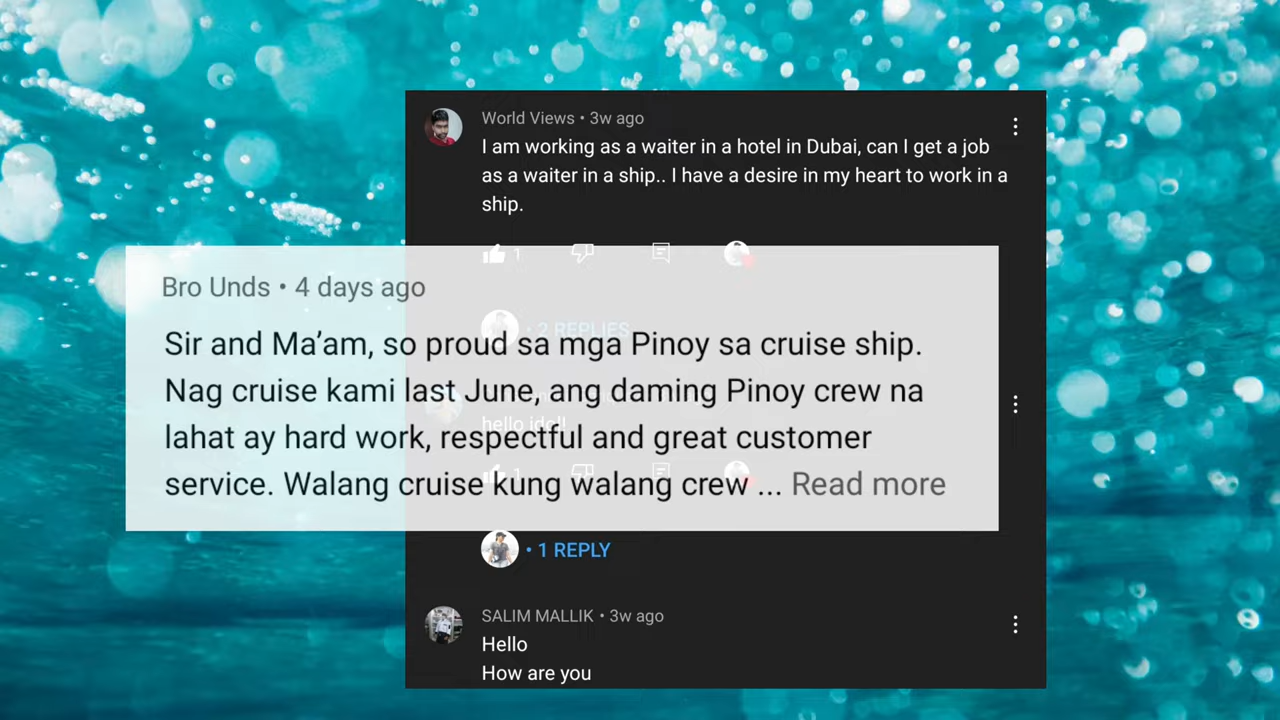 World Views • 3w ago
I am working as a waiter in a hotel in Dubai, can I get a job
as a waiter in a ship.. I have a desire in my heart to work in a
ship.
1
Bro Unds • 4 days ago
• 2 REPLIES
Sir and Ma’am, so proud sa mga Pinoy sa cruise ship.
Nag cruise kami last June, ang daming Pinoy crew na
hello idol!
lahat ay hard work, respectful and great customer
1
service. Walang cruise kung walang crew ... Read more
• 1 REPLY
SALIM MALLIK • 3w ago
Hello
How are you